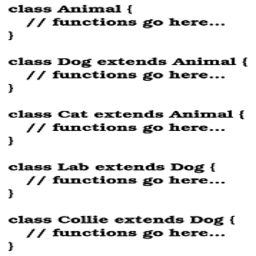 class Animal {
// functions go here...
}
class Dog extends Animal {
// functions go here...
}
class Cat extends Animal {
// functions go here...
}
class Lab extends Dog {
// functions go here...
}
class Collie extends Dog {
// functions go here...
}